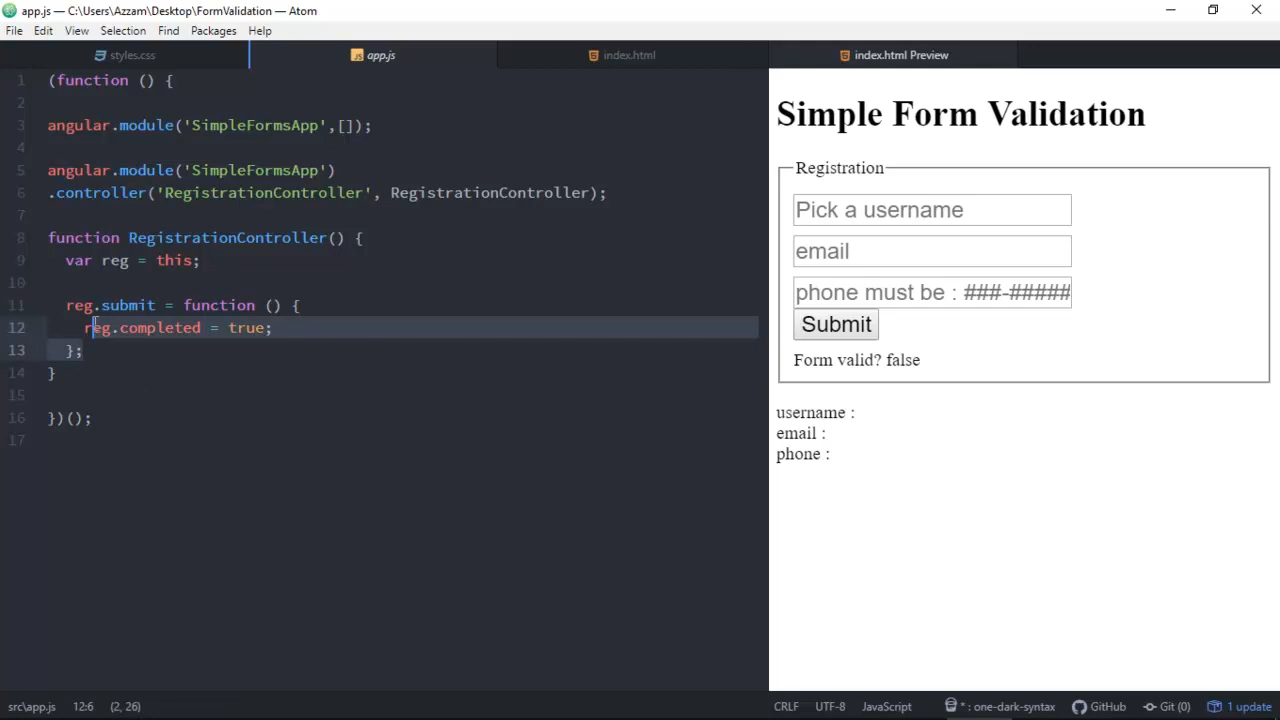 app.js — C:\Users\Azzam\Desktop\FormValidation — Atom
File Edit View Selection Find Packages Help
styles.css app.js index.html index.html Preview
1 (function () {
2
3 angular.module('SimpleFormsApp',[]);
4
5 angular.module('SimpleFormsApp')
6 .controller('RegistrationController', RegistrationController);
7
8 function RegistrationController() {
9 var reg = this;
10
11 reg.submit = function () {
12 reg.completed = true;
13 };
14 }
15
16 })();
17
Simple Form Validation
Registration
Pick a username
email
phone must be : ###-#####
Submit
Form valid? false
username :
email :
phone :
src\app.js 12:6 (2, 26) CRLF UTF-8 JavaScript * : one-dark-syntax GitHub Git (0) 1 update